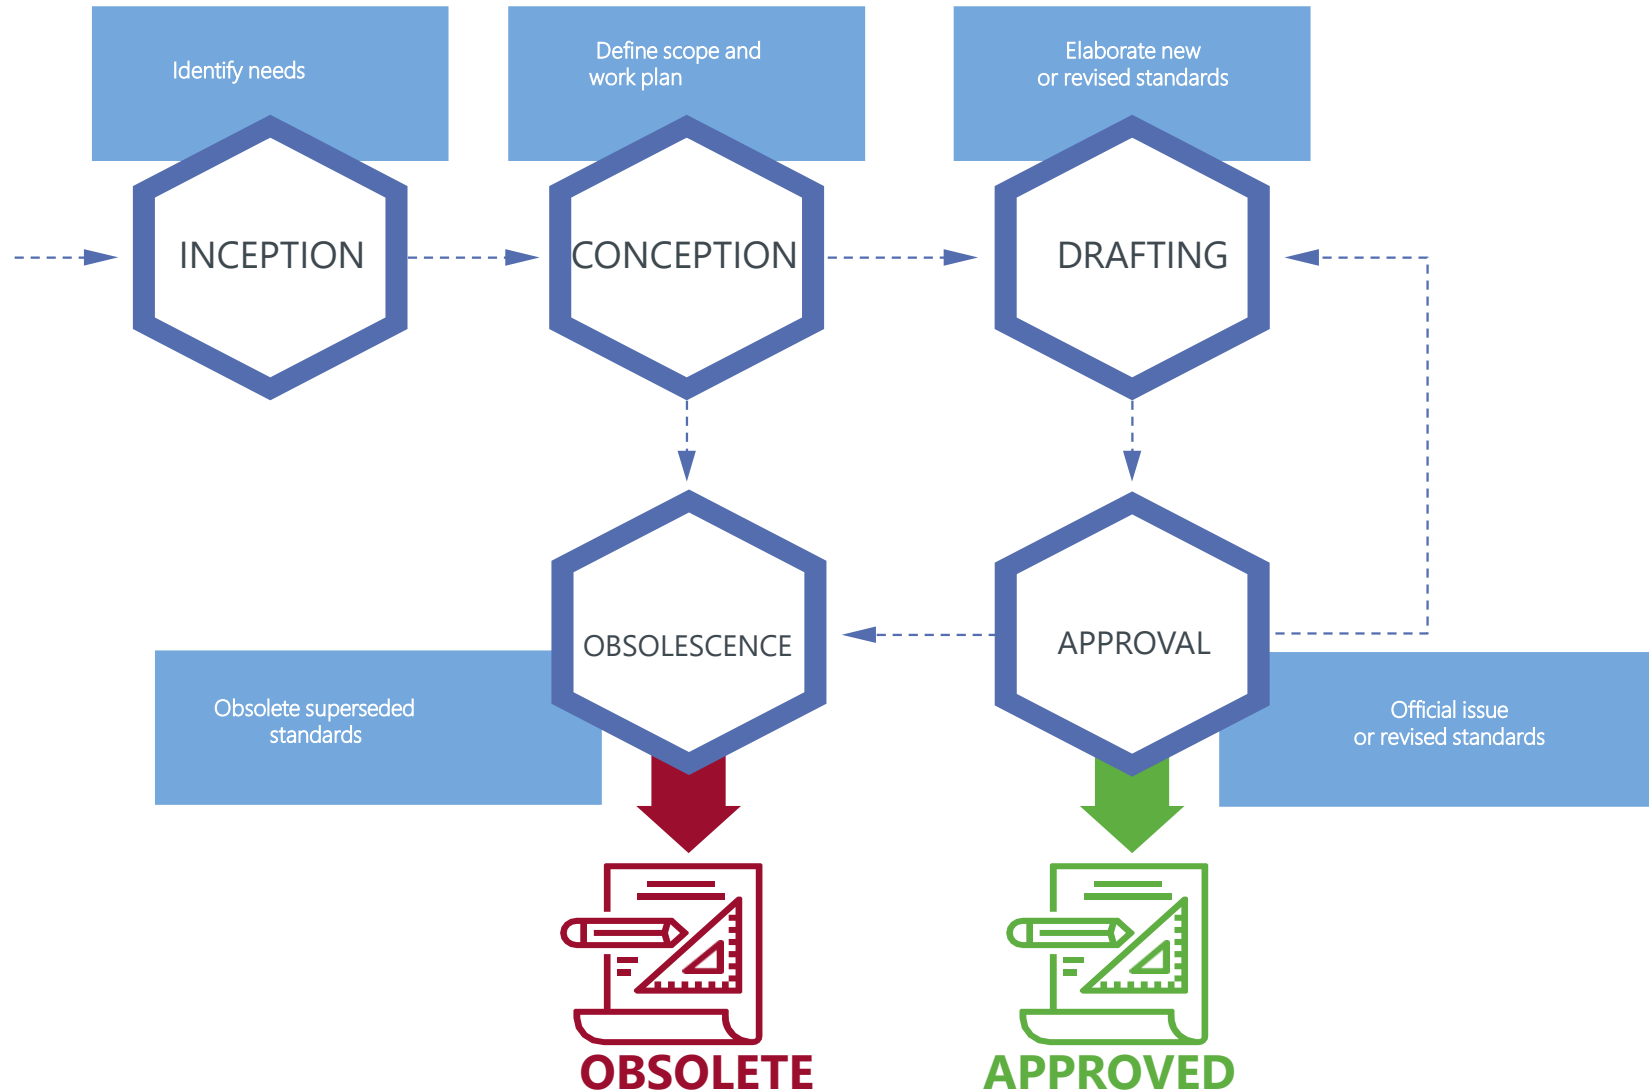 Identify needs
Define scope and
work plan
Elaborate new
or revised standards
INCEPTION
CONCEPTION
DRAFTING
OBSOLESCENCE
APPROVAL
Obsolete superseded
standards
Official issue
or revised standards
OBSOLETE
APPROVED